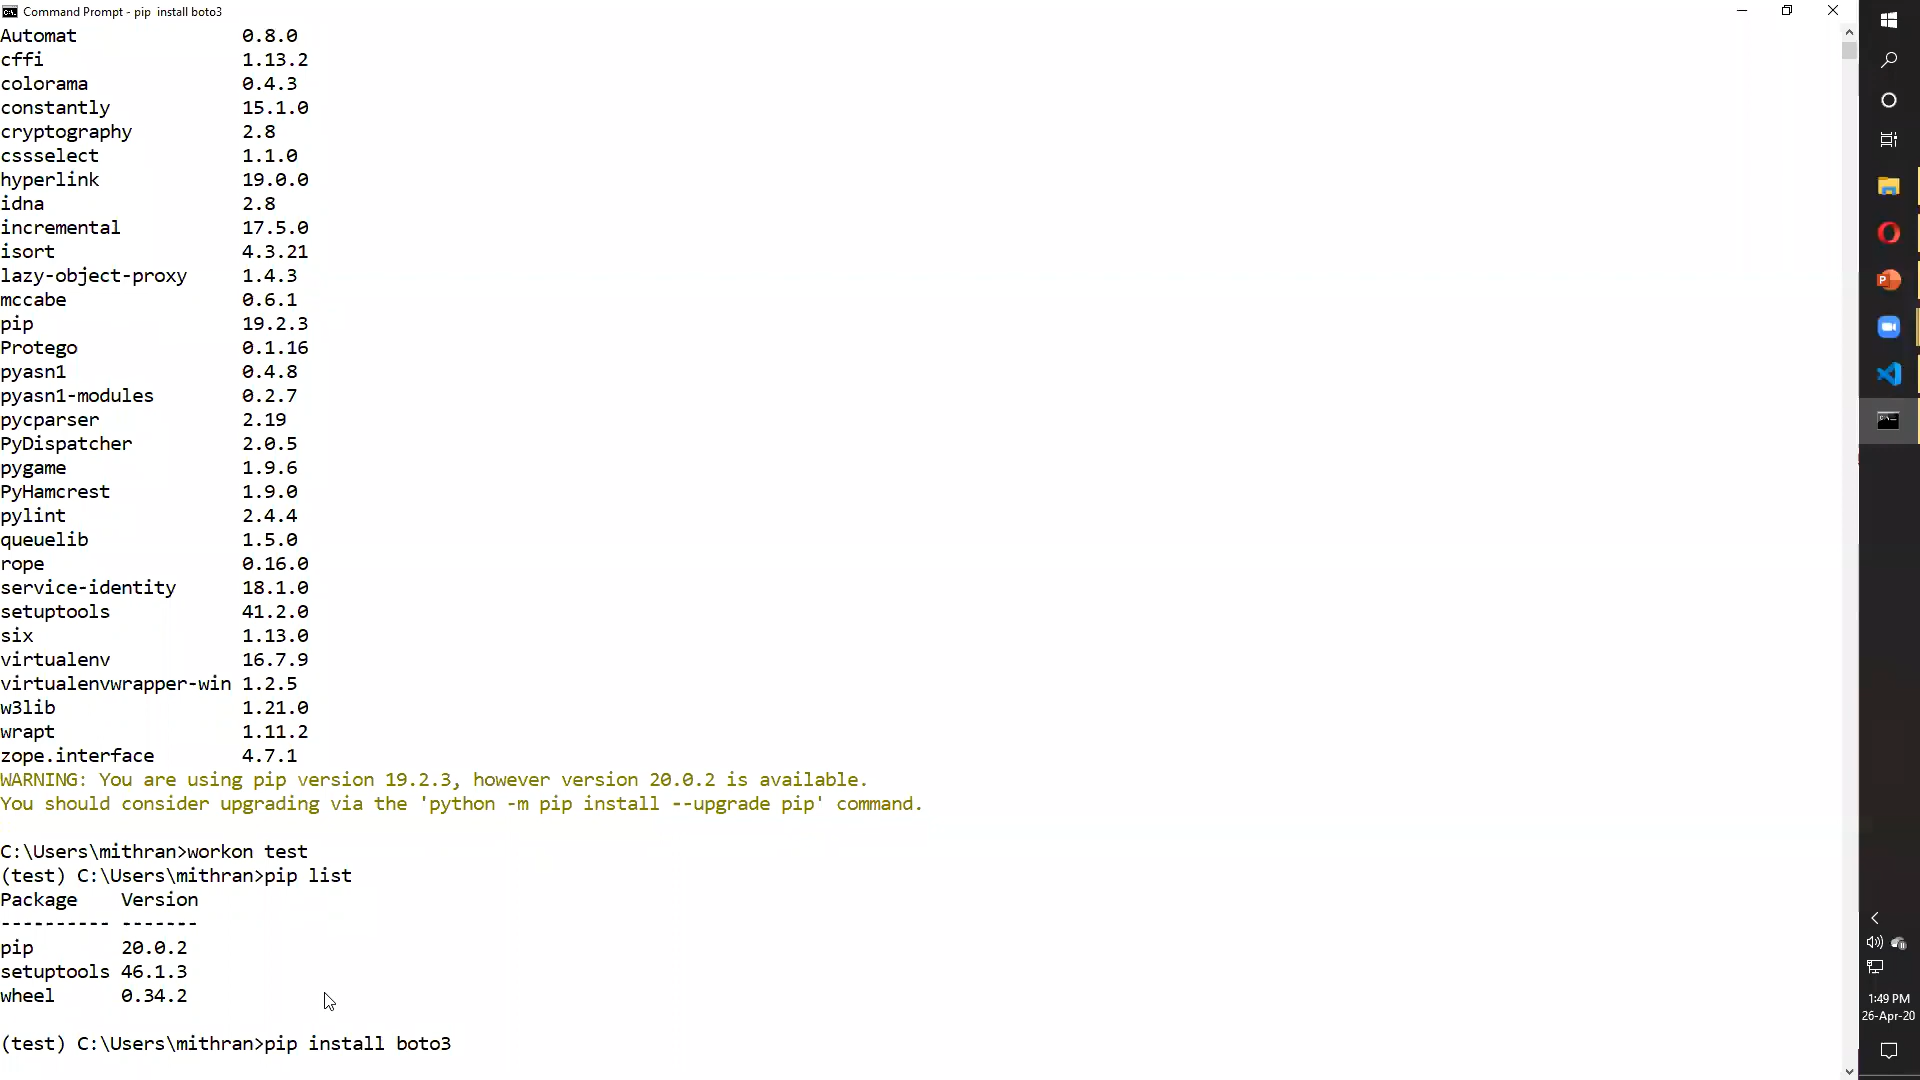 Command Prompt - pip  install boto3
Automat               0.8.0
cffi                  1.13.2
colorama              0.4.3
constantly            15.1.0
cryptography          2.8
cssselect             1.1.0
hyperlink             19.0.0
idna                  2.8
incremental           17.5.0
isort                 4.3.21
lazy-object-proxy     1.4.3
mccabe                0.6.1
pip                   19.2.3
Protego               0.1.16
pyasn1                0.4.8
pyasn1-modules        0.2.7
pycparser             2.19
PyDispatcher          2.0.5
pygame                1.9.6
PyHamcrest            1.9.0
pylint                2.4.4
queuelib              1.5.0
rope                  0.16.0
service-identity      18.1.0
setuptools            41.2.0
six                   1.13.0
virtualenv            16.7.9
virtualenvwrapper-win 1.2.5
w3lib                 1.21.0
wrapt                 1.11.2
zope.interface        4.7.1
WARNING: You are using pip version 19.2.3, however version 20.0.2 is available.
You should consider upgrading via the 'python -m pip install --upgrade pip' command.
C:\Users\mithran>workon test
(test) C:\Users\mithran>pip list
Package    Version
---------- -------
pip        20.0.2
setuptools 46.1.3
wheel      0.34.2
(test) C:\Users\mithran>pip install boto3
1:49 PM
26-Apr-20